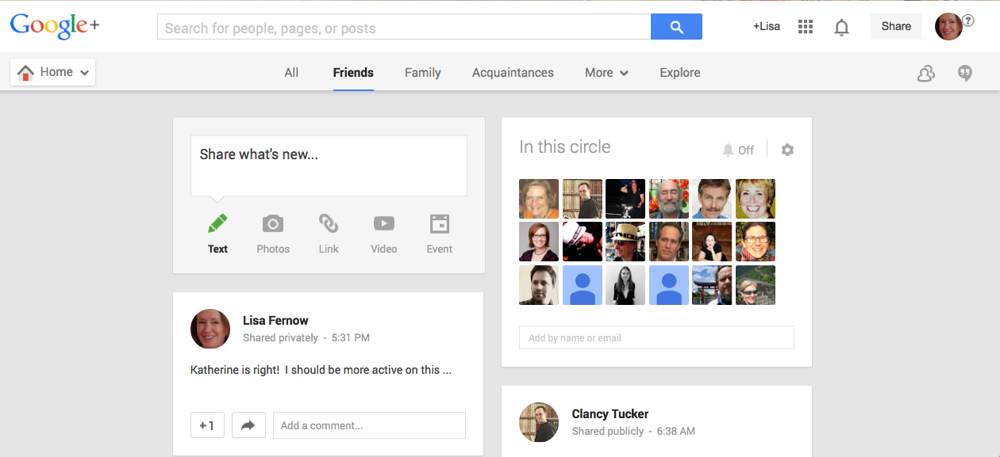 Google+
Search for people, pages, or posts
+Lisa
Share
?
Home
All
Friends
Family
Acquaintances
More
Explore
Share what's new...
Text
Photos
Link
Video
Event
In this circle
Off
Add by name or email
Lisa Fernow
Shared privately - 5:31 PM
Katherine is right! I should be more active on this ...
+1
Add a comment...
Clancy Tucker
Shared publicly - 6:38 AM